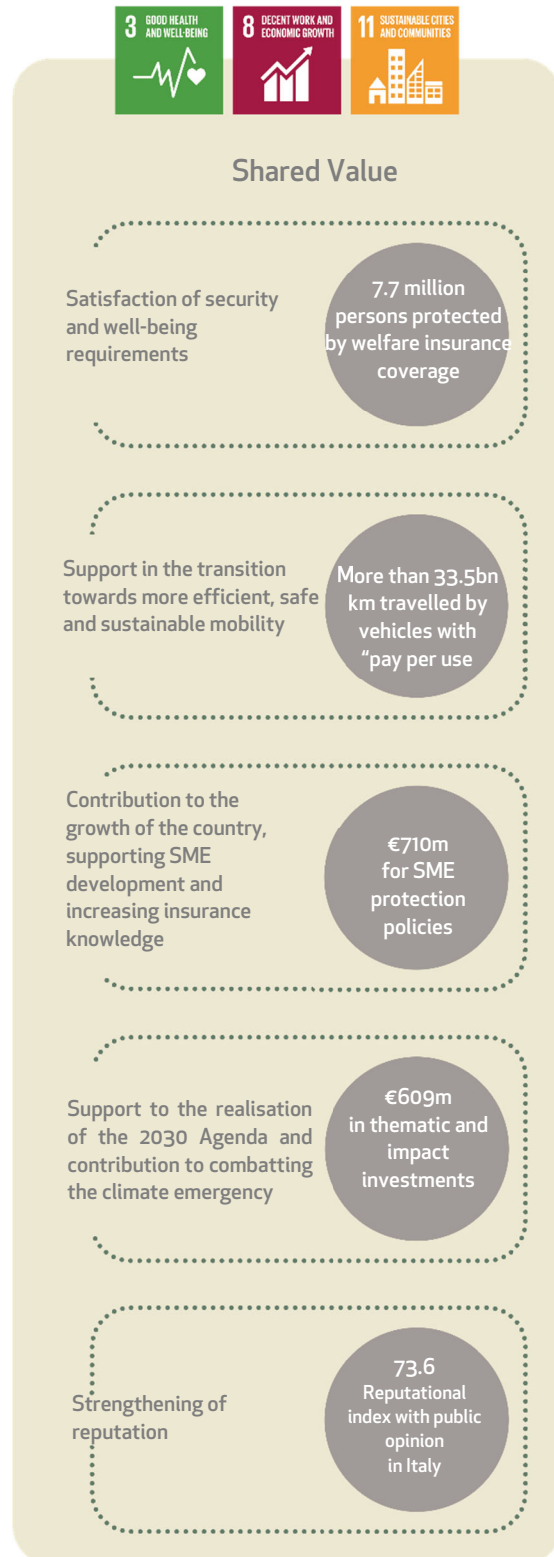 3 GOOD HEALTH
AND WELL-BEING
8 DECENT WORK AND
ECONOMIC GROWTH
11 SUSTAINABLE CITIES
AND COMMUNITIES
Shared Value
Satisfaction of security
and well-being
requirements
7.7 million
persons protected
by welfare insurance
coverage
Support in the transition
towards more efficient, safe
and sustainable mobility
More than 33.5bn
km travelled by
vehicles with
“pay per use
Contribution to the
growth of the country,
supporting SME
development and
increasing insurance
knowledge
€710m
for SME
protection
policies
Support to the realisation
of the 2030 Agenda and
contribution to combatting
the climate emergency
€609m
in thematic and
impact
investments
Strengthening of
reputation
73.6
Reputational
index with public
opinion
in Italy